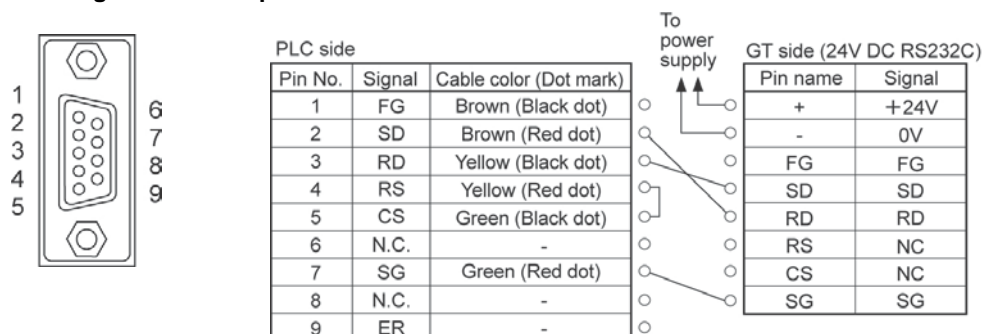 To
power
supply
PLC side
GT side (24V DC RS232C)
Pin No. Signal Cable color (Dot mark)
1 FG Brown (Black dot)
2 SD Brown (Red dot)
3 RD Yellow (Black dot)
4 RS Yellow (Red dot)
5 CS Green (Black dot)
6 N.C. -
7 SG Green (Red dot)
8 N.C. -
9 ER -
Pin name Signal
+ +24V
- 0V
FG FG
SD SD
RD RD
RS NC
CS NC
SG SG
1
2
3
4
5
6
7
8
9